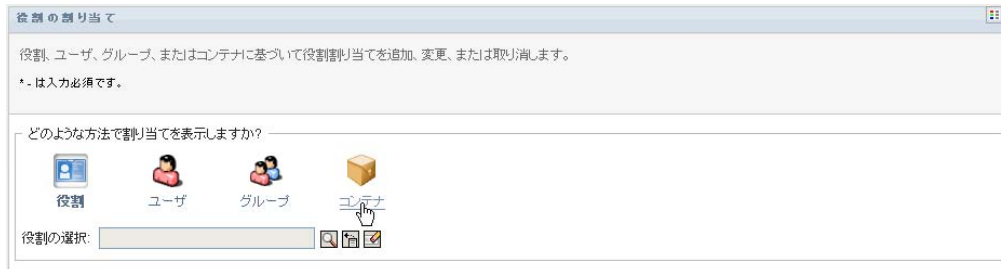 役割の割り当て
役割、ユーザ、グループ、またはコンテナに基づいて役割割り当てを追加、変更、または取り消します。
* - は入力必須です。
どのような方法で割り当てを表示しますか?
役割 ユーザ グループ コンテナ
役割の選択: